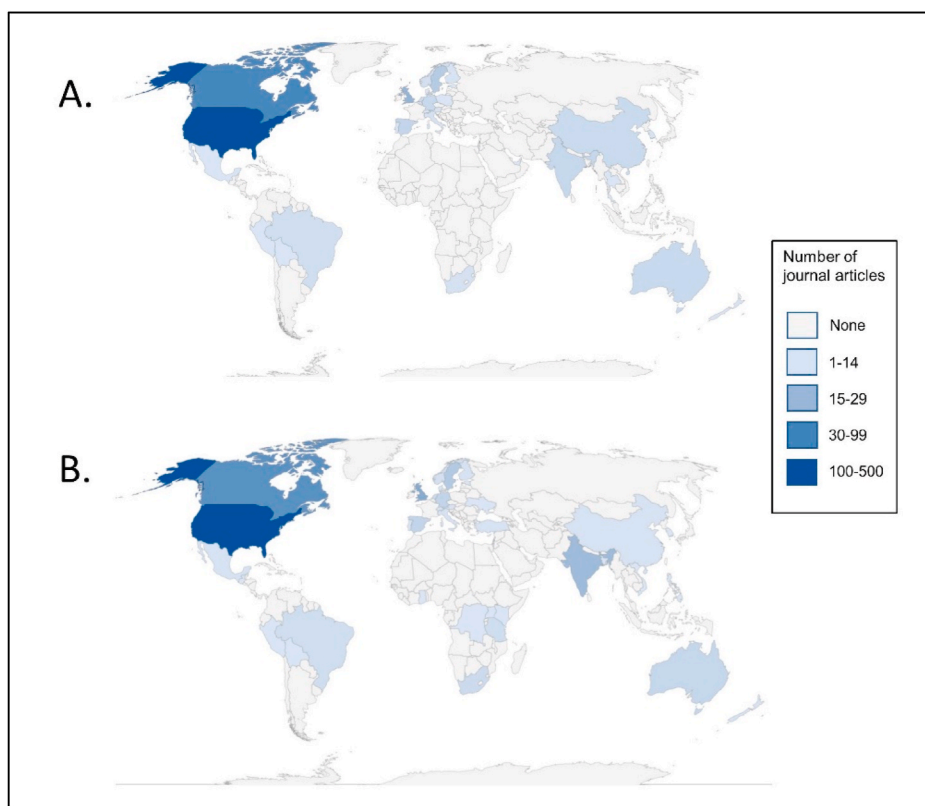 A.
Number of
journal articles
None
1-14
15-29
30-99
100-500
B.